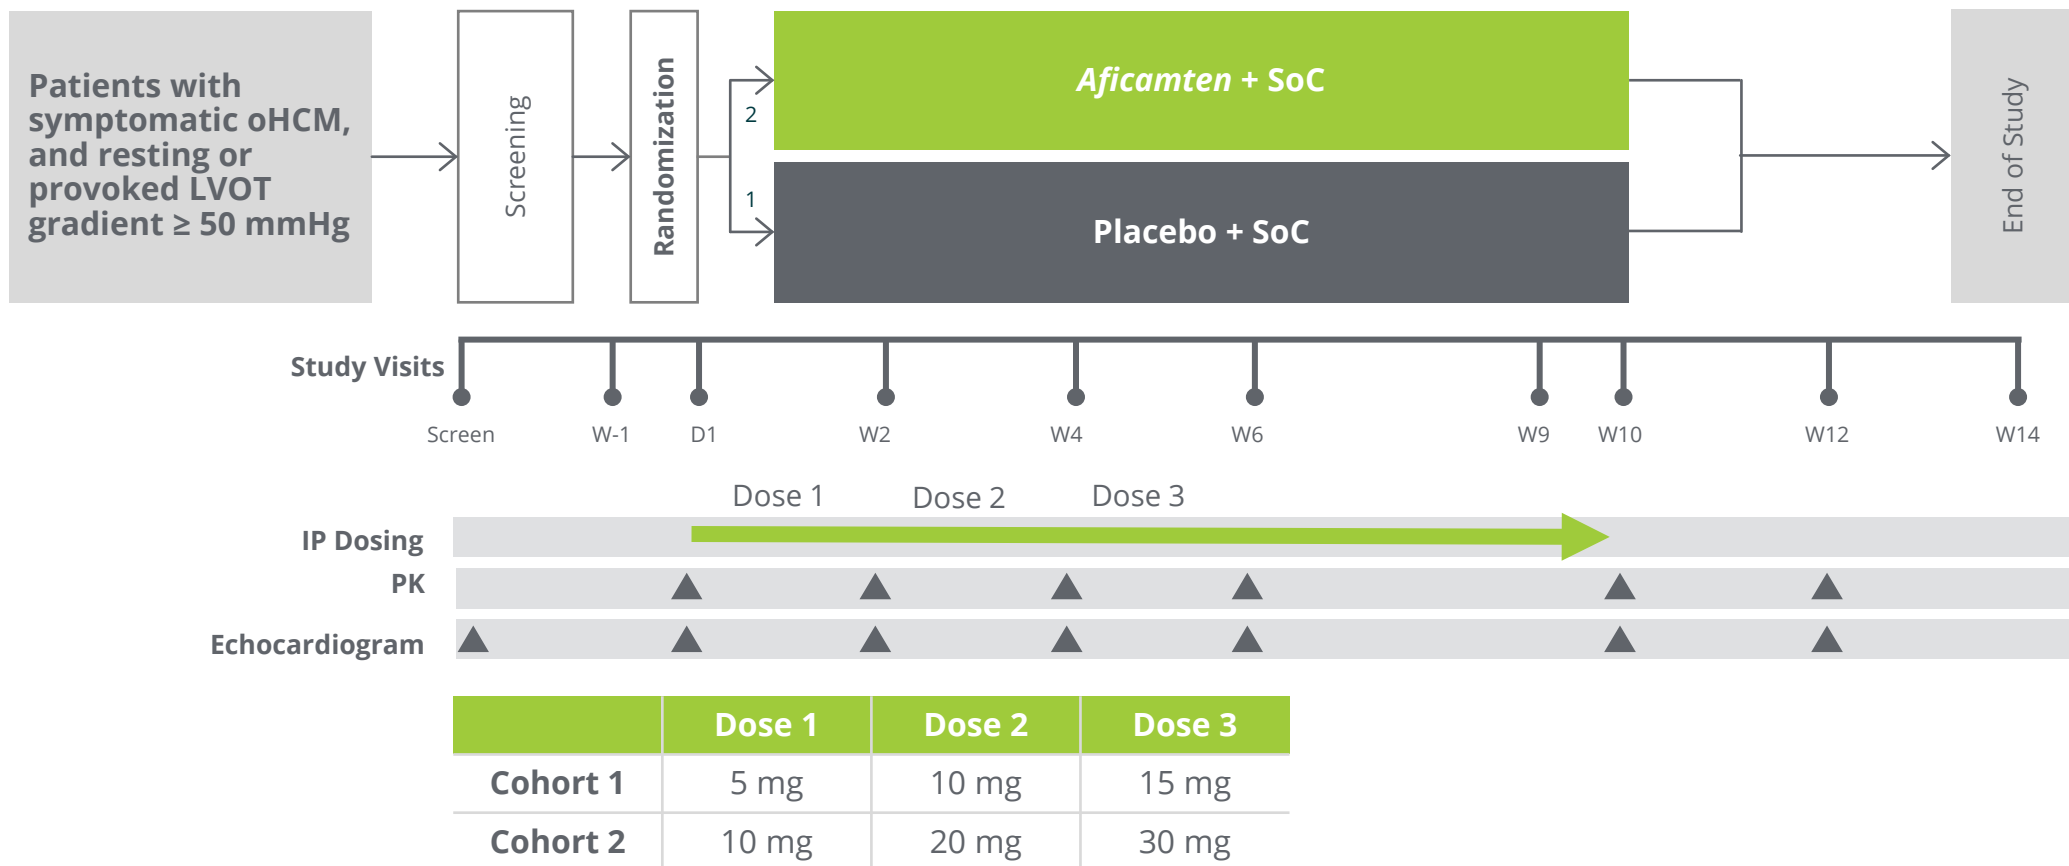 Patients with
symptomatic oHCM,
and resting or
provoked LVOT
gradient ≥ 50 mmHg
Screening
Randomization
2
1
Aficamten + SoC
Placebo + SoC
End of Study
Study Visits
Screen W-1 D1 W2 W4 W6 W9 W10 W12 W14
Dose 1 Dose 2 Dose 3
IP Dosing
PK
Echocardiogram
Dose 1 Dose 2 Dose 3
Cohort 1 5 mg 10 mg 15 mg
Cohort 2 10 mg 20 mg 30 mg